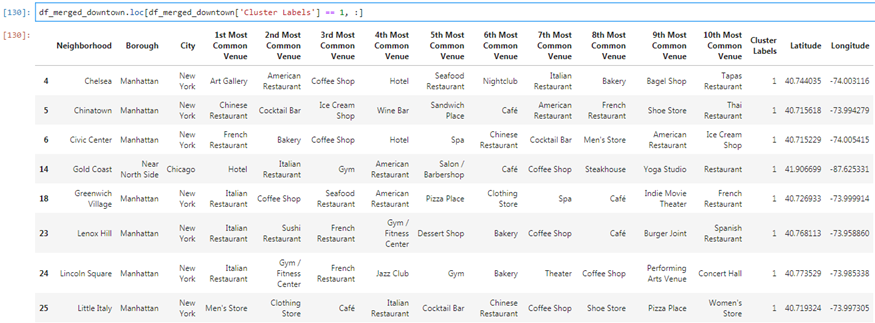 [130]: df_merged_downtown.loc[df_merged_downtown['Cluster Labels'] == 1, :]
[130]:
Neighborhood Borough City 1st Most Common Venue 2nd Most Common Venue 3rd Most Common Venue 4th Most Common Venue 5th Most Common Venue 6th Most Common Venue 7th Most Common Venue 8th Most Common Venue 9th Most Common Venue 10th Most Common Venue Cluster Labels Latitude Longitude
4 Chelsea Manhattan New York Art Gallery American Restaurant Coffee Shop Hotel Seafood Restaurant Nightclub Italian Restaurant Bakery Bagel Shop Tapas Restaurant 1 40.744035 -74.003116
5 Chinatown Manhattan New York Chinese Restaurant Cocktail Bar Ice Cream Shop Wine Bar Sandwich Place Café American Restaurant French Restaurant Shoe Store Thai Restaurant 1 40.715618 -73.994279
6 Civic Center Manhattan New York French Restaurant Bakery Coffee Shop Hotel Spa Chinese Restaurant Cocktail Bar Men's Store American Restaurant Ice Cream Shop 1 40.715229 -74.005415
14 Gold Coast Near North Side Chicago Hotel Italian Restaurant Gym American Restaurant Salon / Barbershop Café Coffee Shop Steakhouse Yoga Studio Restaurant 1 41.906699 -87.625331
18 Greenwich Village Manhattan New York Italian Restaurant Coffee Shop Seafood Restaurant American Restaurant Pizza Place Clothing Store Spa Café Indie Movie Theater French Restaurant 1 40.726933 -73.999914
23 Lenox Hill Manhattan New York Italian Restaurant Sushi Restaurant French Restaurant Gym / Fitness Center Dessert Shop Bakery Coffee Shop Café Burger Joint Spanish Restaurant 1 40.768113 -73.958860
24 Lincoln Square Manhattan New York Italian Restaurant Gym / Fitness Center French Restaurant Jazz Club Gym Bakery Theater Coffee Shop Performing Arts Venue Concert Hall 1 40.773529 -73.985338
25 Little Italy Manhattan New York Men's Store Clothing Store Café Italian Restaurant Cocktail Bar Chinese Restaurant Coffee Shop Shoe Store Pizza Place Women's Store 1 40.719324 -73.997305